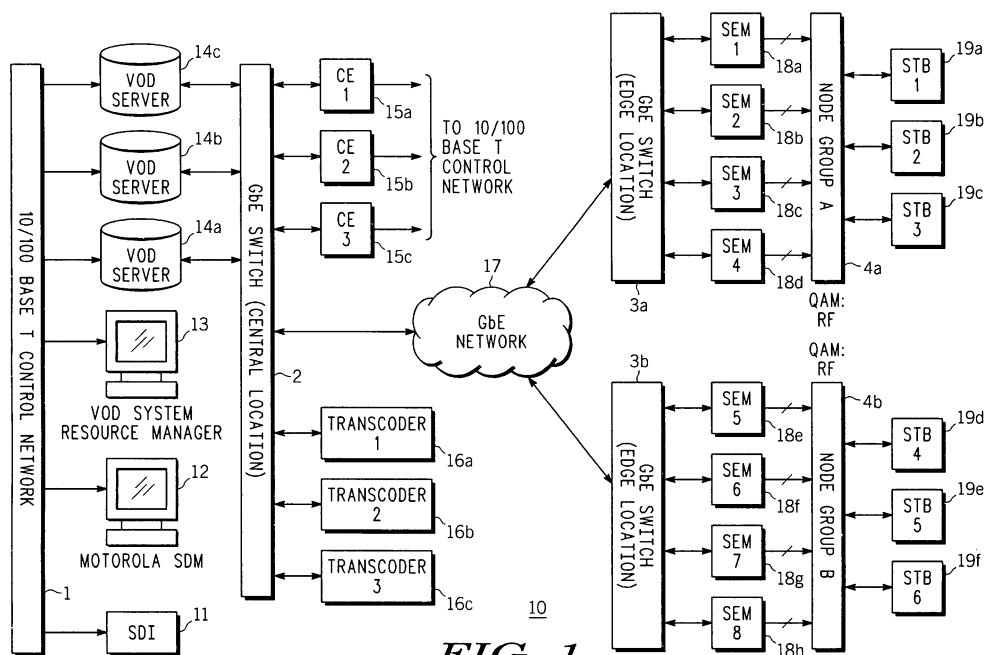 10/100 BASE T CONTROL NETWORK
1
14c
VOD
SERVER
14b
VOD
SERVER
14a
VOD
SERVER
13
VOD SYSTEM
RESOURCE MANAGER
12
MOTOROLA SDM
11
SDI
GbE SWITCH (CENTRAL LOCATION)
2
CE
1
15a
CE
2
15b
CE
3
15c
TO 10/100
BASE T
CONTROL
NETWORK
17
GbE
NETWORK
TRANSCODER
1
16a
TRANSCODER
2
16b
TRANSCODER
3
16c
10
GbE SWITCH
(EDGE LOCATION)
3a
SEM
1
18a
SEM
2
18b
SEM
3
18c
SEM
4
18d
NODE GROUP A
4a
QAM:
RF
19a
STB
1
19b
STB
2
19c
STB
3
3b
GbE SWITCH
(EDGE LOCATION)
SEM
5
18e
SEM
6
18f
SEM
7
18g
SEM
8
18h
QAM:
RF
4b
NODE GROUP B
19d
STB
4
19e
STB
5
19f
STB
6
FIG. 1